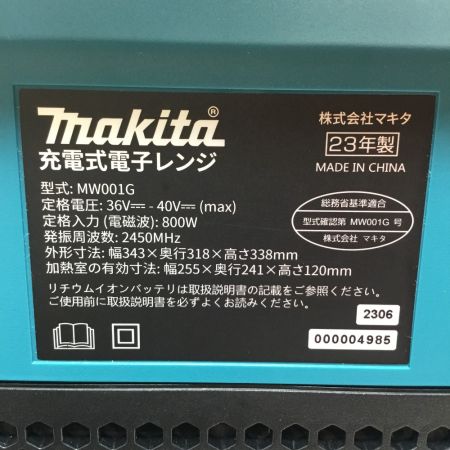 makita®
株式会社マキタ
23年製
MADE IN CHINA
充電式電子レンジ
型式: MW001G
定格電圧: 36V⎓ - 40V⎓ (max)
定格入力 (電磁波): 800W
発振周波数: 2450MHz
外形寸法: 幅343×奥行318×高さ338mm
加熱室の有効寸法: 幅255×奥行241×高さ120mm
リチウムイオンバッテリは取扱説明書の記載をご参照ください。
ご使用前に取扱説明書を必ずよくお読みください。
総務省基準適合
型式確認第 MW001G 号
株式会社 マキタ
2306
000004985